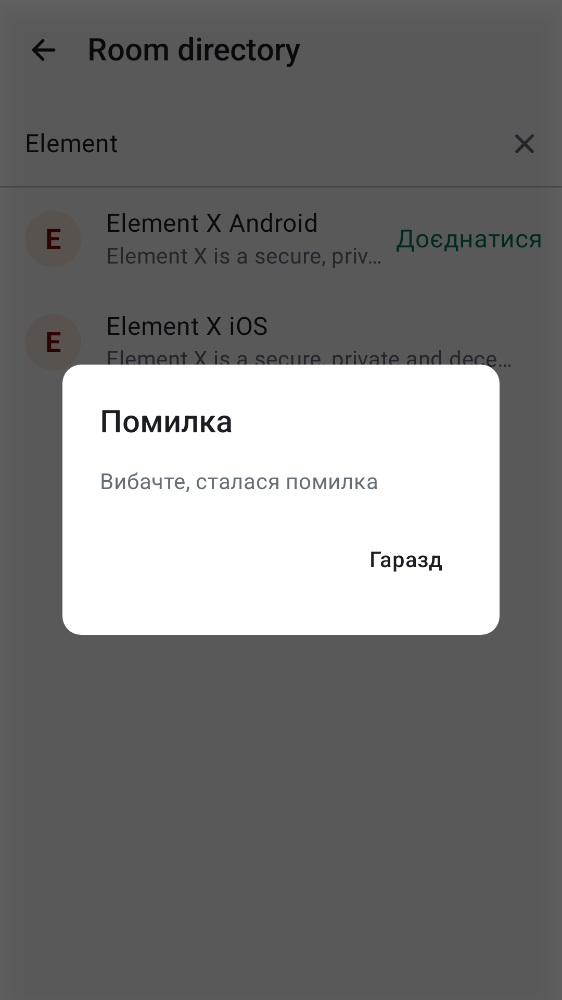 Room directory
Element
E
Element X Android
Element X is a secure, priv...
Доєднатися
E
Element X iOS
Element X is a secure, private and dece...
Помилка
Вибачте, сталася помилка
Гаразд